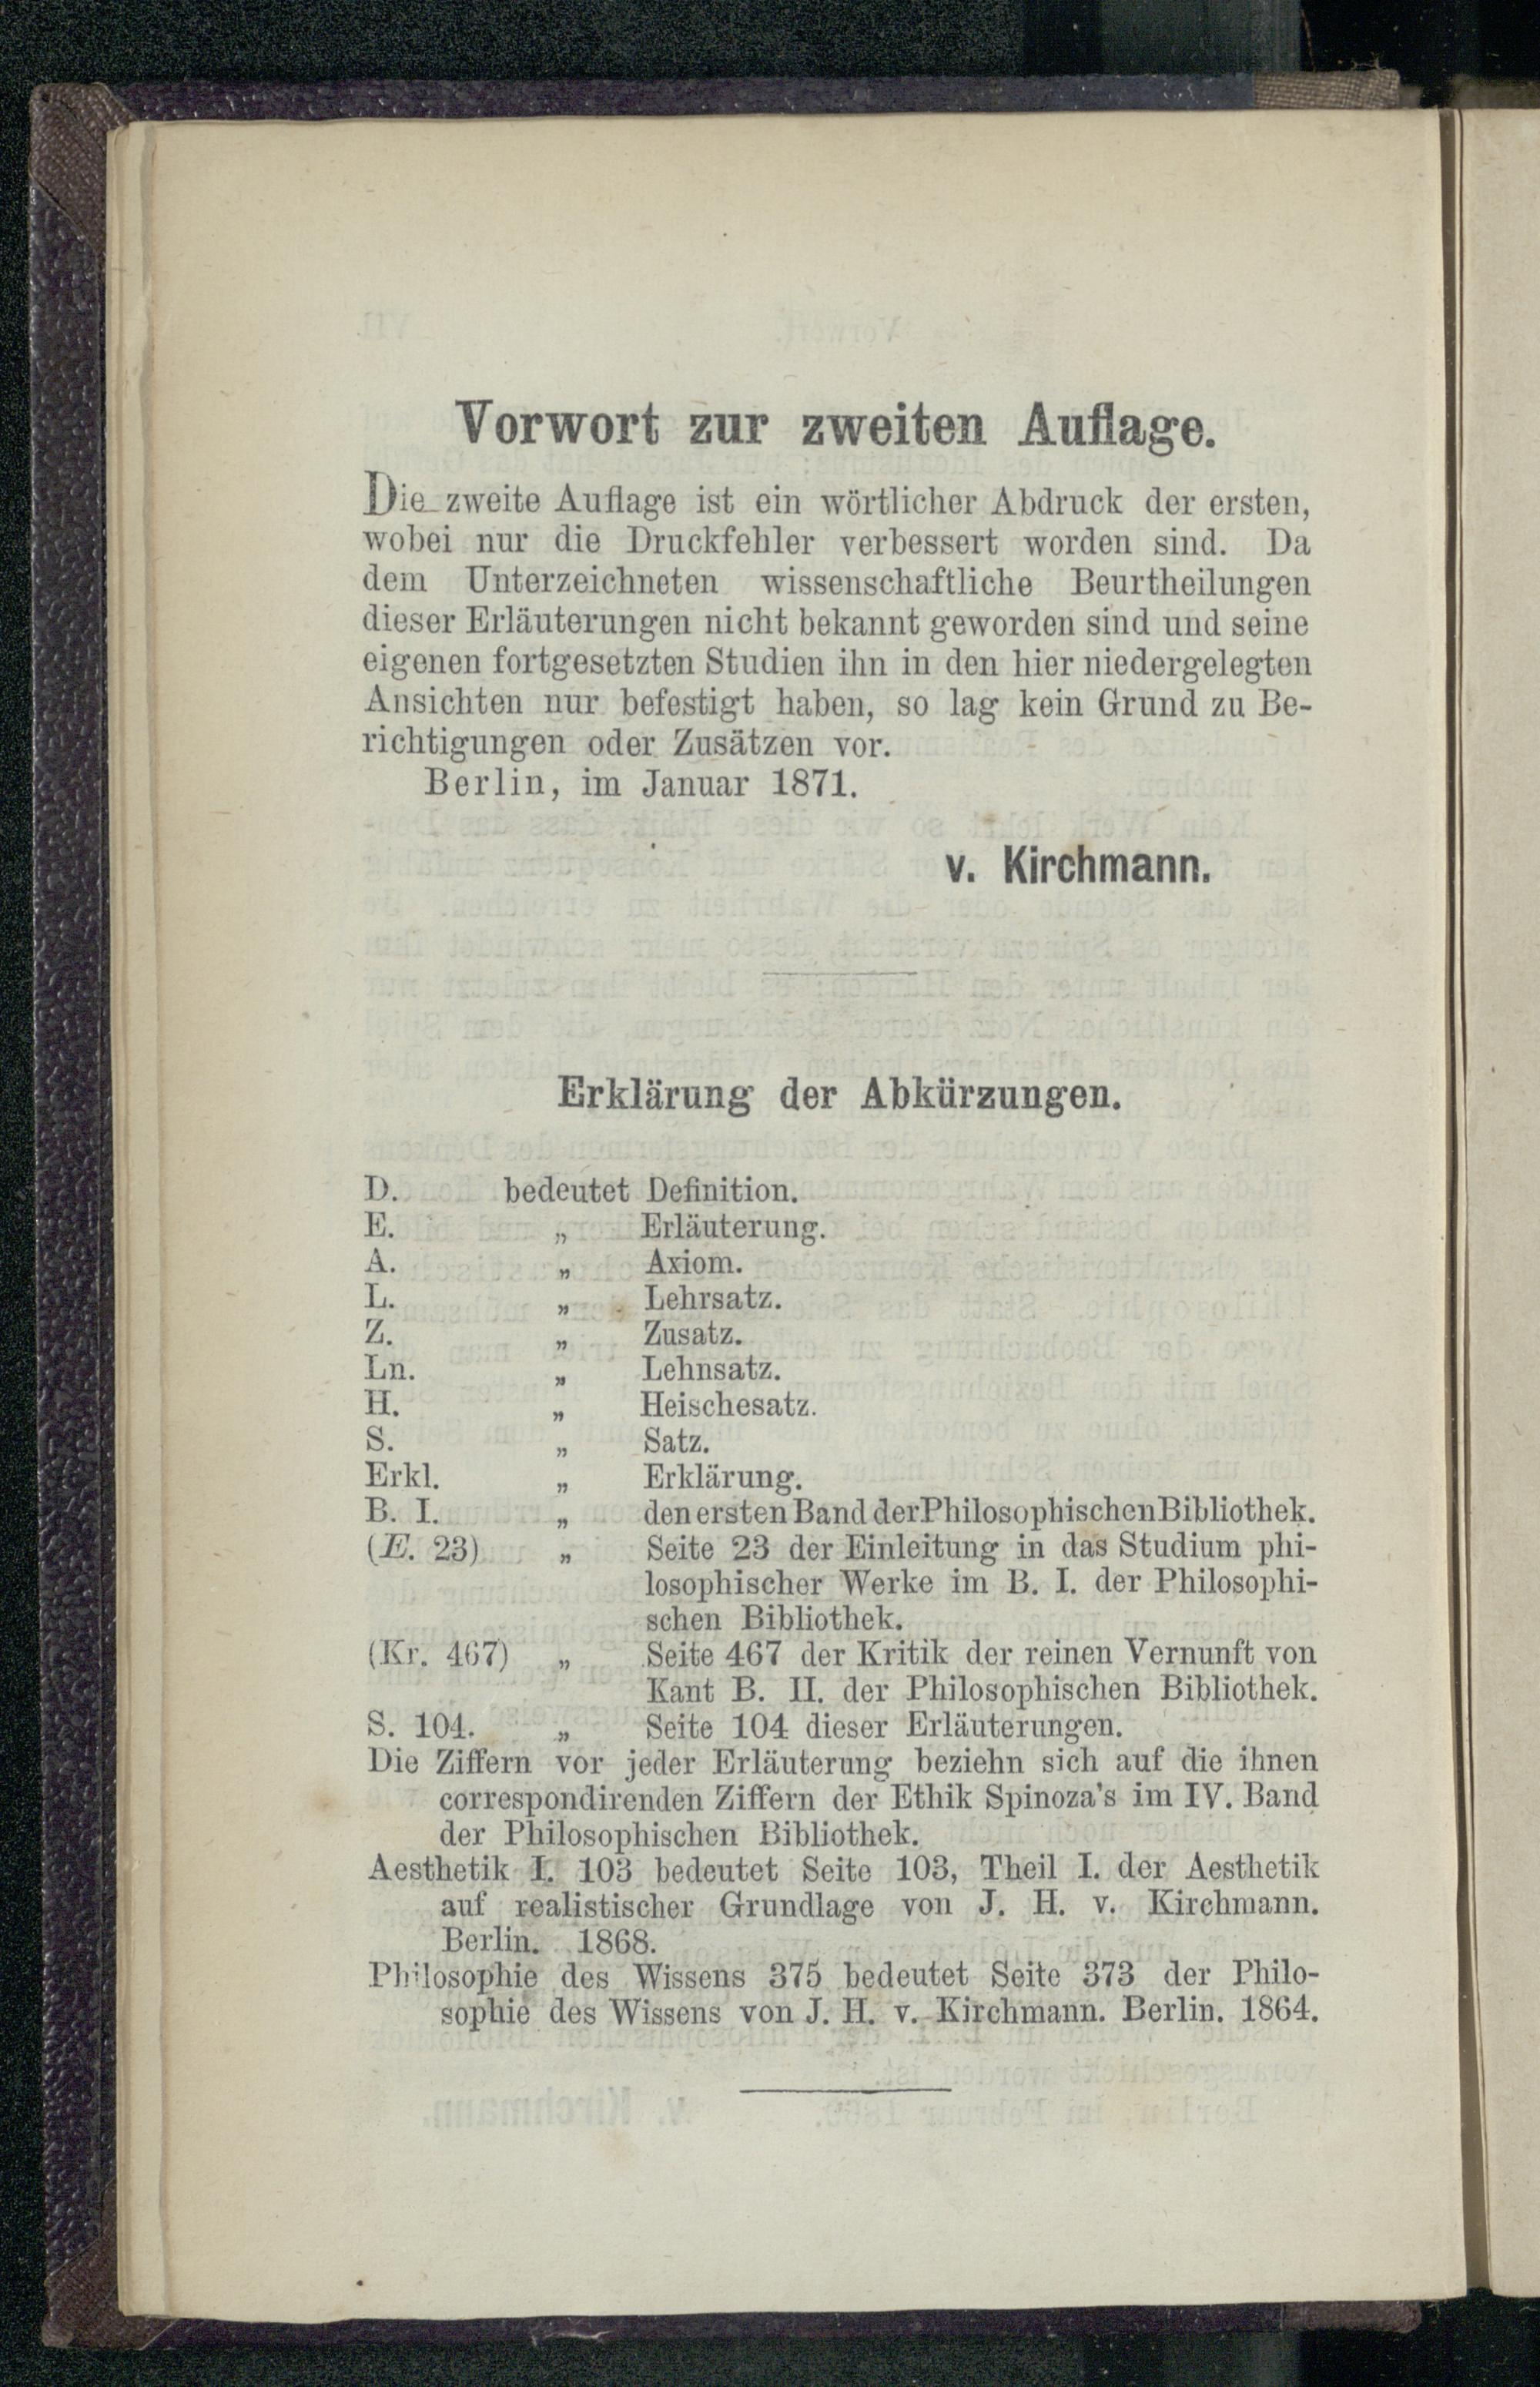 Vorwort zur zweiten Auflage.
Die zweite Auflage ist ein wörtlicher Abdruck der ersten,
wobei nur die Druckfehler verbessert worden sind. Da
dem Unterzeichneten wissenschaftliche Beurtheilungen
dieser Erläuterungen nicht bekannt geworden sind und seine
eigenen fortgesetzten Studien ihn in den hier niedergelegten
Ansichten nur befestigt haben, so lag kein Grund zu Be-
richtigungen oder Zusätzen vor.
Berlin, im Januar 1871.
v. Kirchmann.
Erklärung der Abkürzungen.
D. bedeutet Definition.
E. „ Erläuterung.
A. „ Axiom.
L. „ Lehrsatz.
Z. „ Zusatz.
Ln. „ Lehnsatz.
H. „ Heischesatz.
S. „ Satz.
Erkl. „ Erklärung.
B. I. „ den ersten Band der Philosophischen Bibliothek.
(E. 23) „ Seite 23 der Einleitung in das Studium phi-
losophischer Werke im B. I. der Philosophi-
schen Bibliothek.
(Kr. 467) „ Seite 467 der Kritik der reinen Vernunft von
Kant B. II. der Philosophischen Bibliothek.
S. 104. „ Seite 104 dieser Erläuterungen.
Die Ziffern vor jeder Erläuterung beziehn sich auf die ihnen
correspondirenden Ziffern der Ethik Spinoza's im IV. Band
der Philosophischen Bibliothek.
Aesthetik I. 103 bedeutet Seite 103, Theil I. der Aesthetik
auf realistischer Grundlage von J. H. v. Kirchmann.
Berlin. 1868.
Philosophie des Wissens 375 bedeutet Seite 373 der Philo-
sophie des Wissens von J. H. v. Kirchmann. Berlin. 1864.